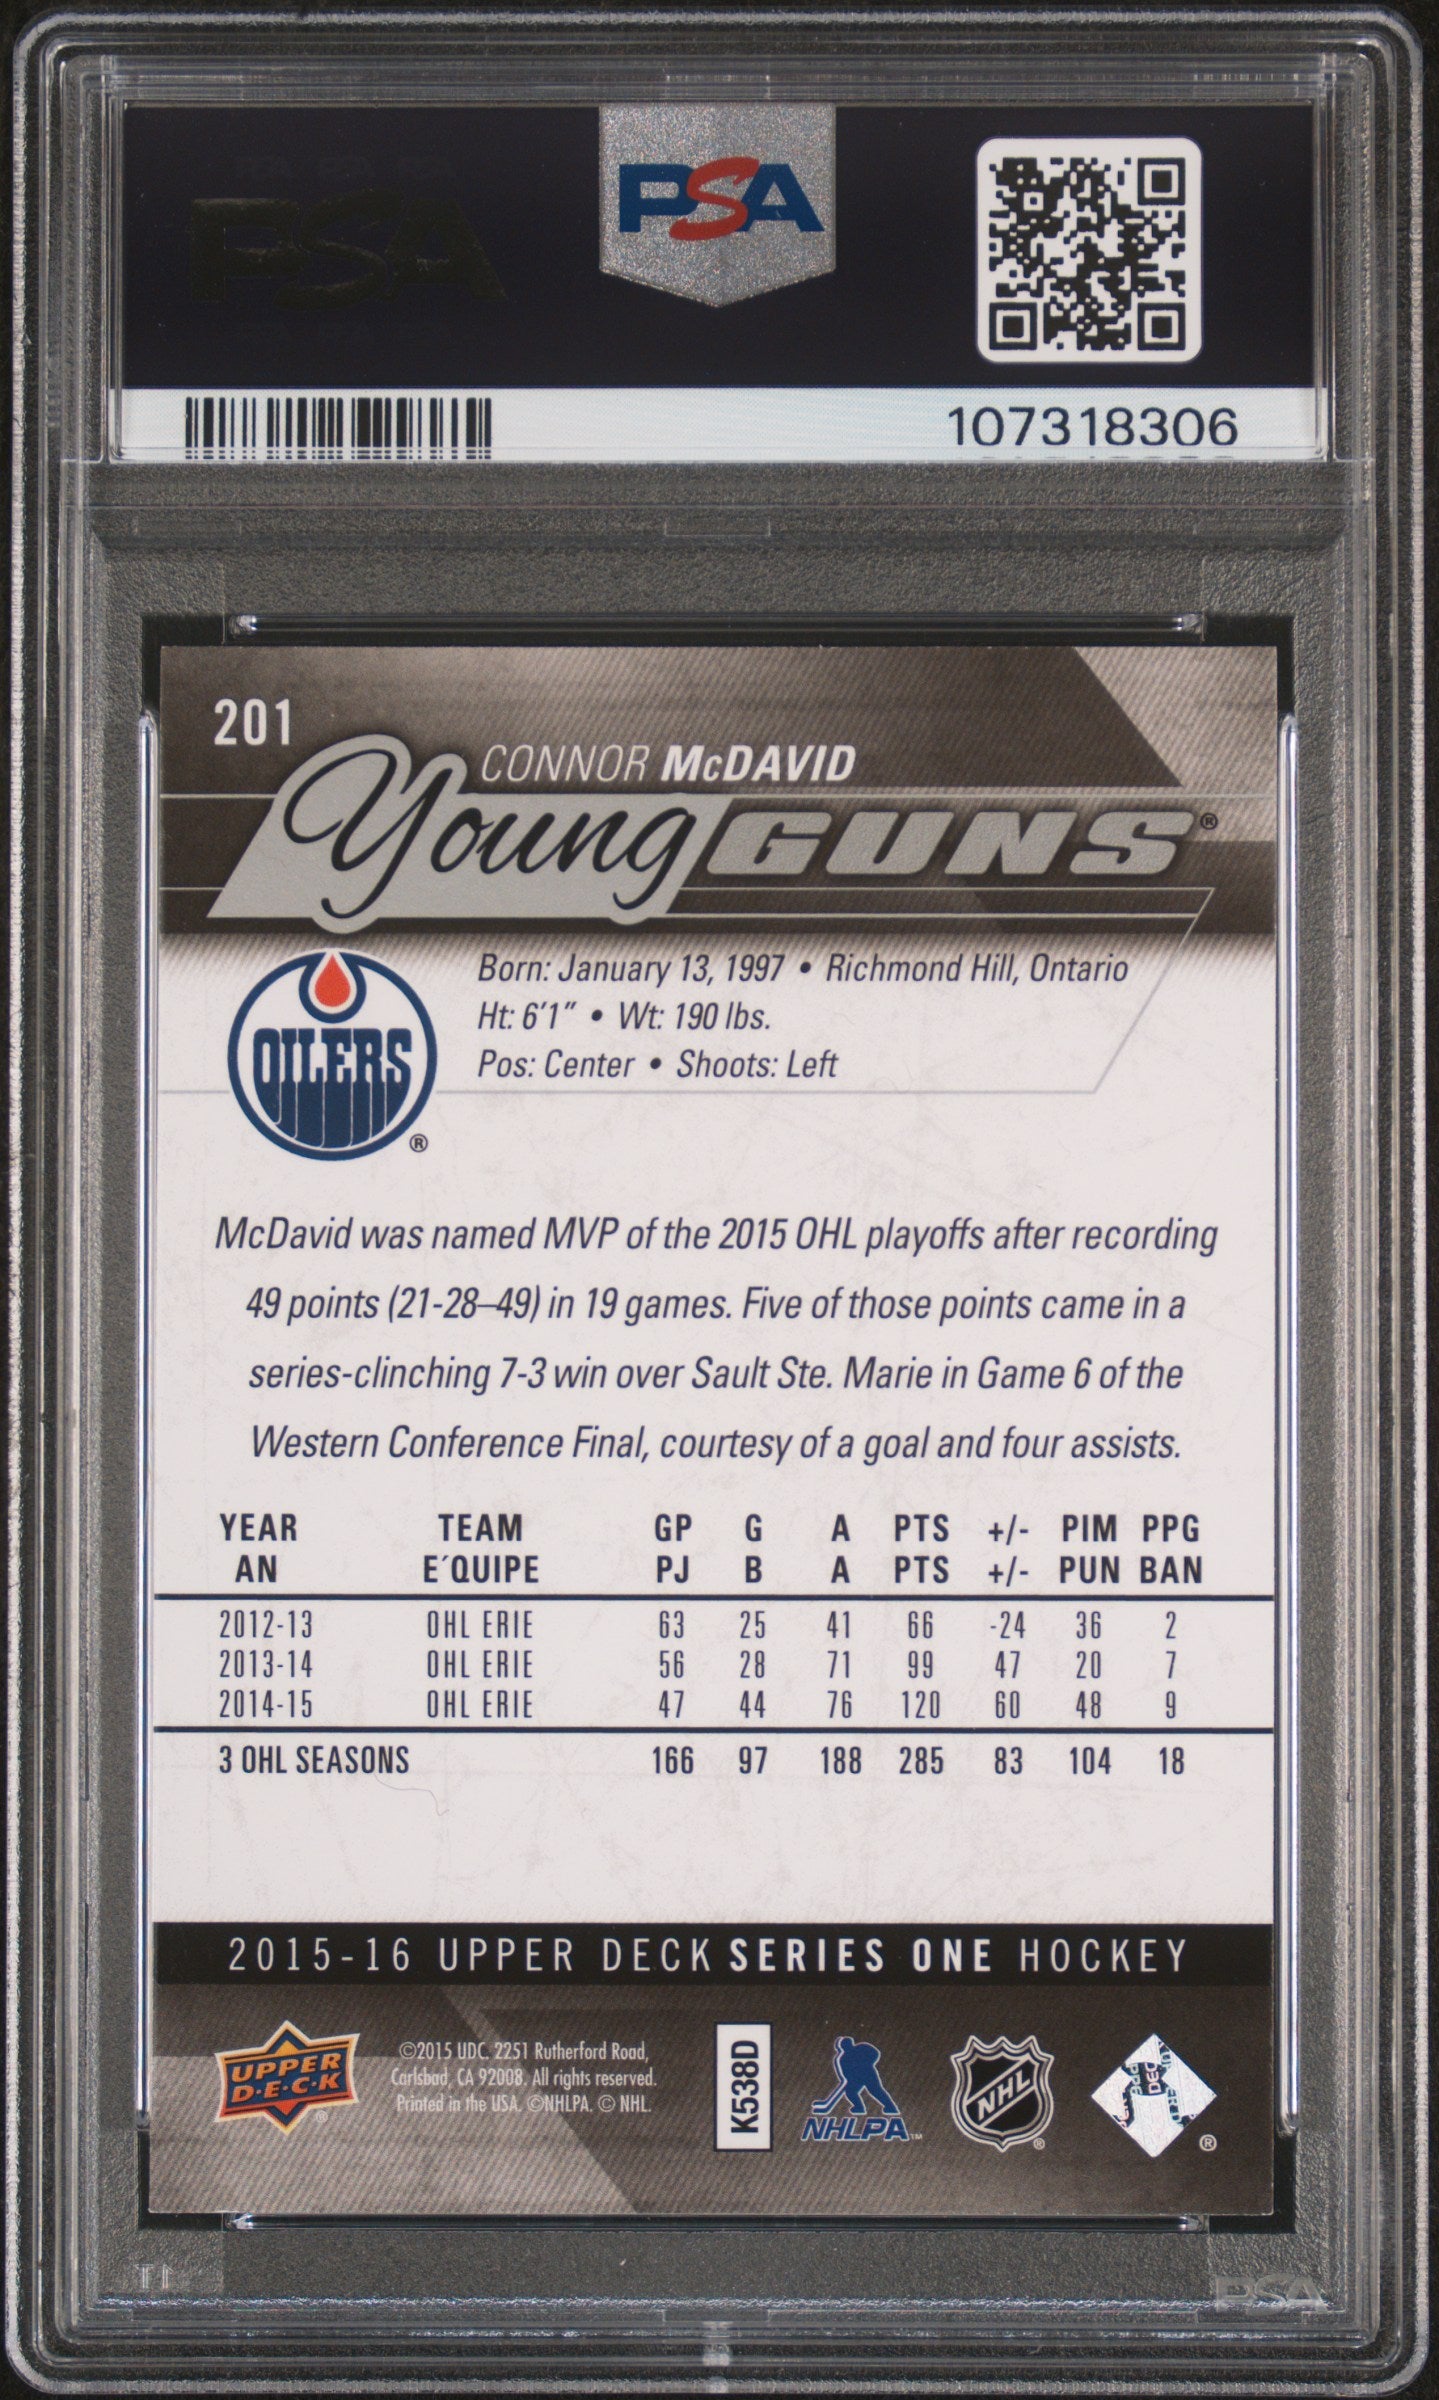 PSA
PSA
107318306
201
CONNOR McDAVID
Young GUNS®
OILERS
®
Born: January 13, 1997 • Richmond Hill, Ontario
Ht: 6'1" • Wt: 190 lbs.
Pos: Center • Shoots: Left
McDavid was named MVP of the 2015 OHL playoffs after recording
49 points (21-28–49) in 19 games. Five of those points came in a
series-clinching 7-3 win over Sault Ste. Marie in Game 6 of the
Western Conference Final, courtesy of a goal and four assists.
YEAR TEAM GP G A PTS +/- PIM PPG
AN E´QUIPE PJ B A PTS +/- PUN BAN
2012-13 OHL ERIE 63 25 41 66 -24 36 2
2013-14 OHL ERIE 56 28 71 99 47 20 7
2014-15 OHL ERIE 47 44 76 120 60 48 9
3 OHL SEASONS 166 97 188 285 83 104 18
2015-16 UPPER DECK SERIES ONE HOCKEY
UPPER
D·E·C·K
®
©2015 UDC. 2251 Rutherford Road,
Carlsbad, CA 92008. All rights reserved.
Printed in the USA. ©NHLPA. © NHL.
K538D
NHLPA™
NHL
®
®
PSA